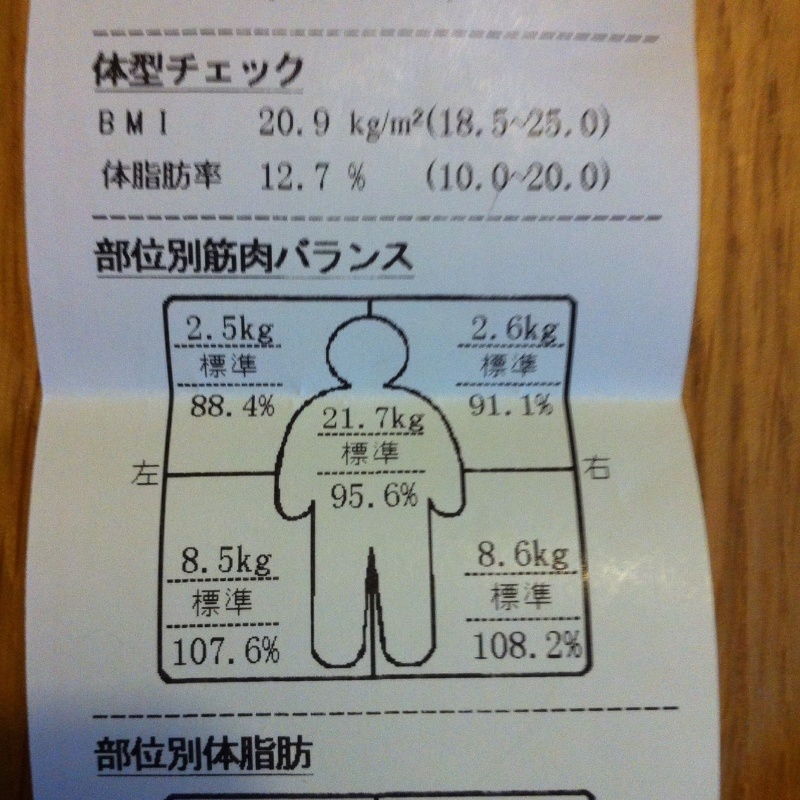 体型チェック
BMI 20.9 kg/m²(18.5~25.0)
体脂肪率 12.7 % (10.0~20.0)
部位別筋肉バランス
2.5kg 2.6kg
標準 標準
88.4% 91.1%
21.7kg
標準
95.6%
左 右
8.5kg 8.6kg
標準 標準
107.6% 108.2%
部位別体脂肪